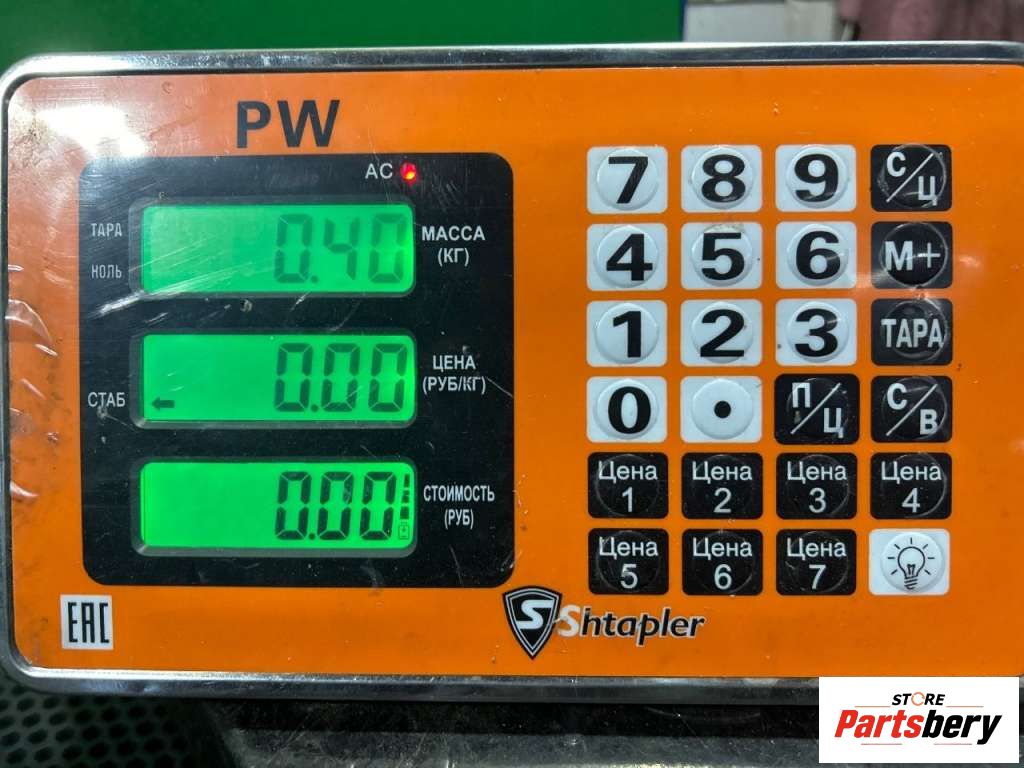 PW
AC
ТАРА
НОЛЬ
0.40
МАССА
(КГ)
0.00
ЦЕНА
(РУБ/КГ)
СТАБ
0.00
СТОИМОСТЬ
(РУБ)
7 8 9 С/Ц
4 5 6 М+
1 2 3 ТАРА
0 • П/Ц С/В
Цена 1 Цена 2 Цена 3 Цена 4
Цена 5 Цена 6 Цена 7
EAC
S Shtapler
STORE
Partsbery